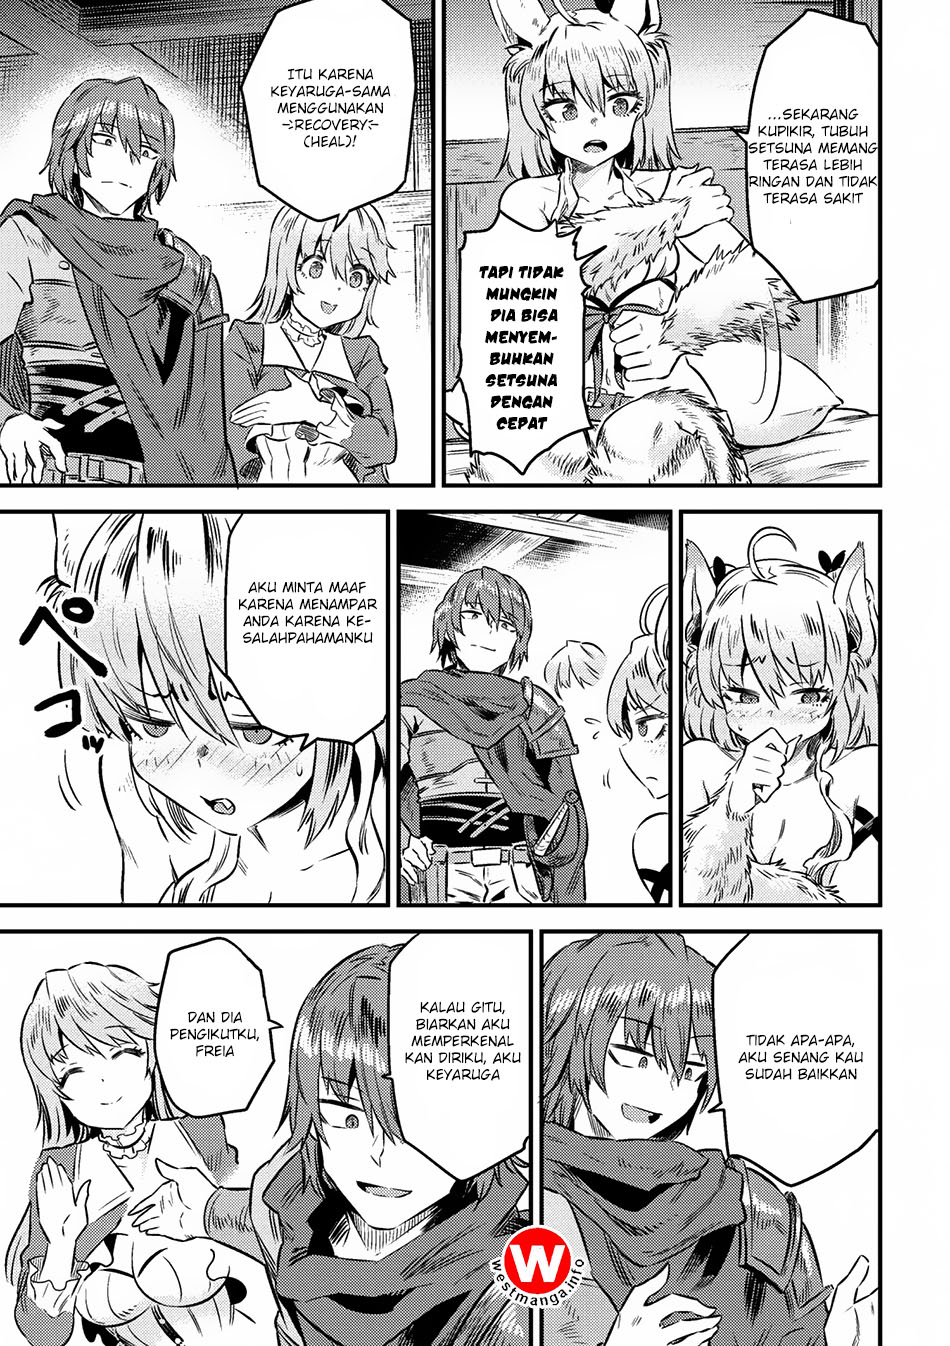 ...SEKARANG
KUPIKIR, TUBUH
SETSUNA MEMANG
TERASA LEBIH
RINGAN DAN TIDAK
TERASA SAKIT
TAPI TIDAK
MUNGKIN
DIA BISA
MENYEM-
BUHKAN
SETSUNA
DENGAN
CEPAT
ITU KARENA
KEYARUGA-SAMA
MENGGUNAKAN
->RECOVERY<-
(HEAL)!
AKU MINTA MAAF
KARENA MENAMPAR
ANDA KARENA KE-
SALAHPAHAMANKU
ペコッ
TIDAK APA-APA,
AKU SENANG KAU
SUDAH BAIKKAN
KALAU GITU,
BIARKAN AKU
MEMPERKENAL
KAN DIRIKU, AKU
KEYARUGA
DAN DIA
PENGIKUTKU,
FREIA
W
westmanga.info